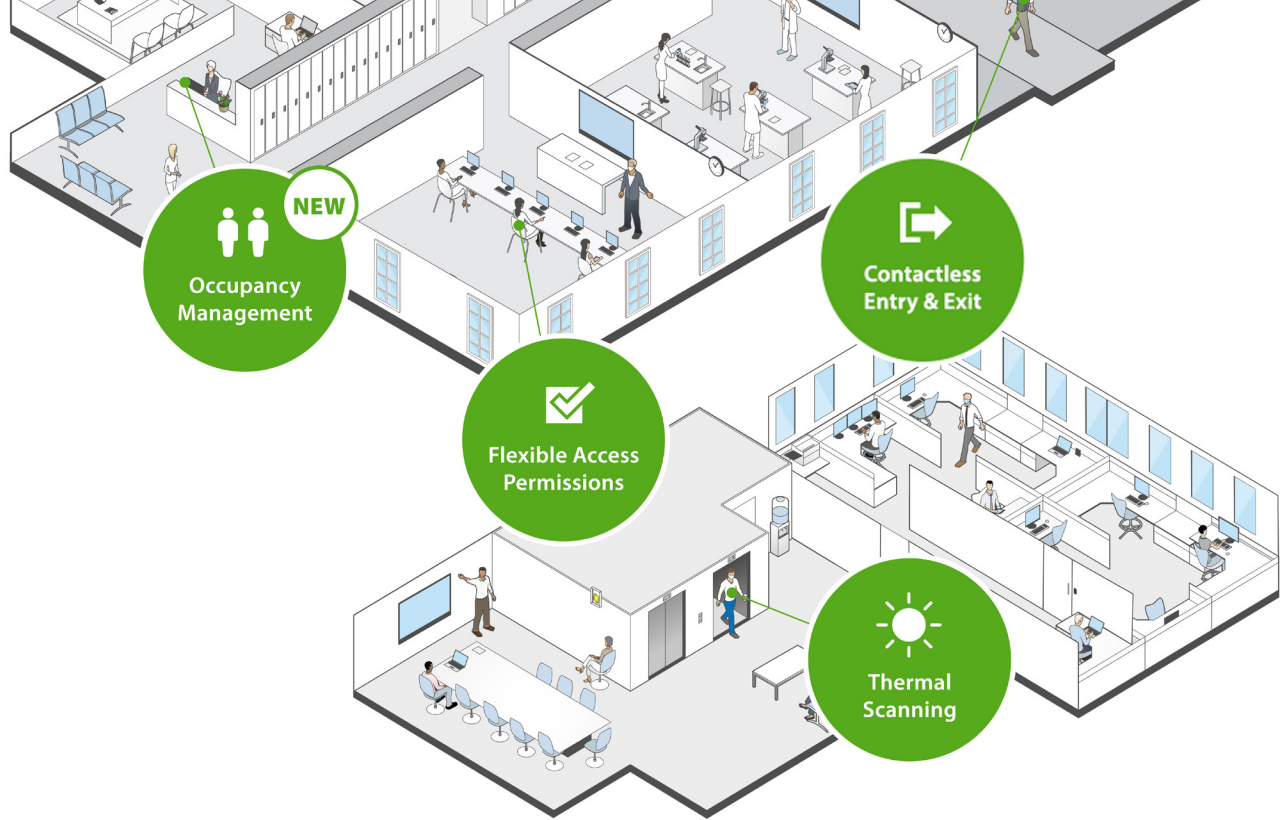 NEW
Occupancy
Management
Contactless
Entry & Exit
Flexible Access
Permissions
Thermal
Scanning